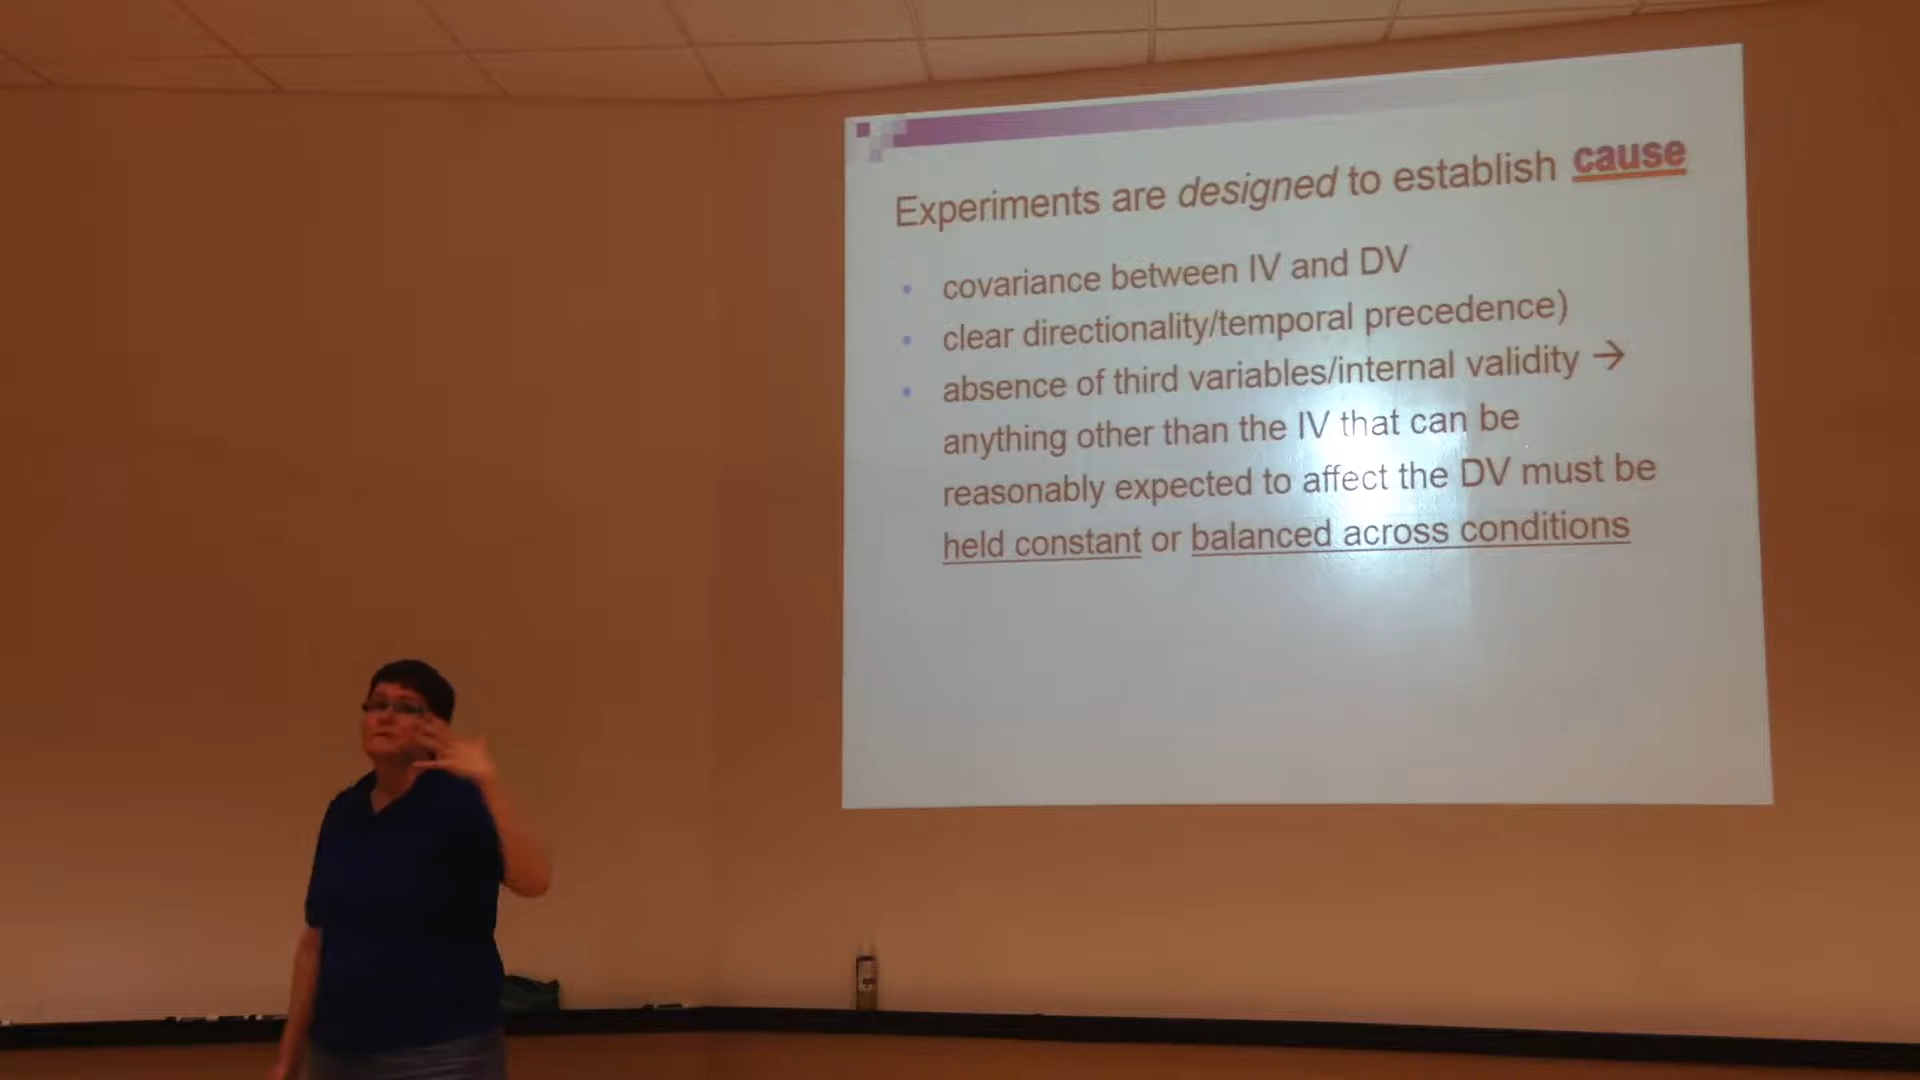 Experiments are designed to establish cause
• covariance between IV and DV
• clear directionality/temporal precedence)
• absence of third variables/internal validity →
anything other than the IV that can be
reasonably expected to affect the DV must be
held constant or balanced across conditions